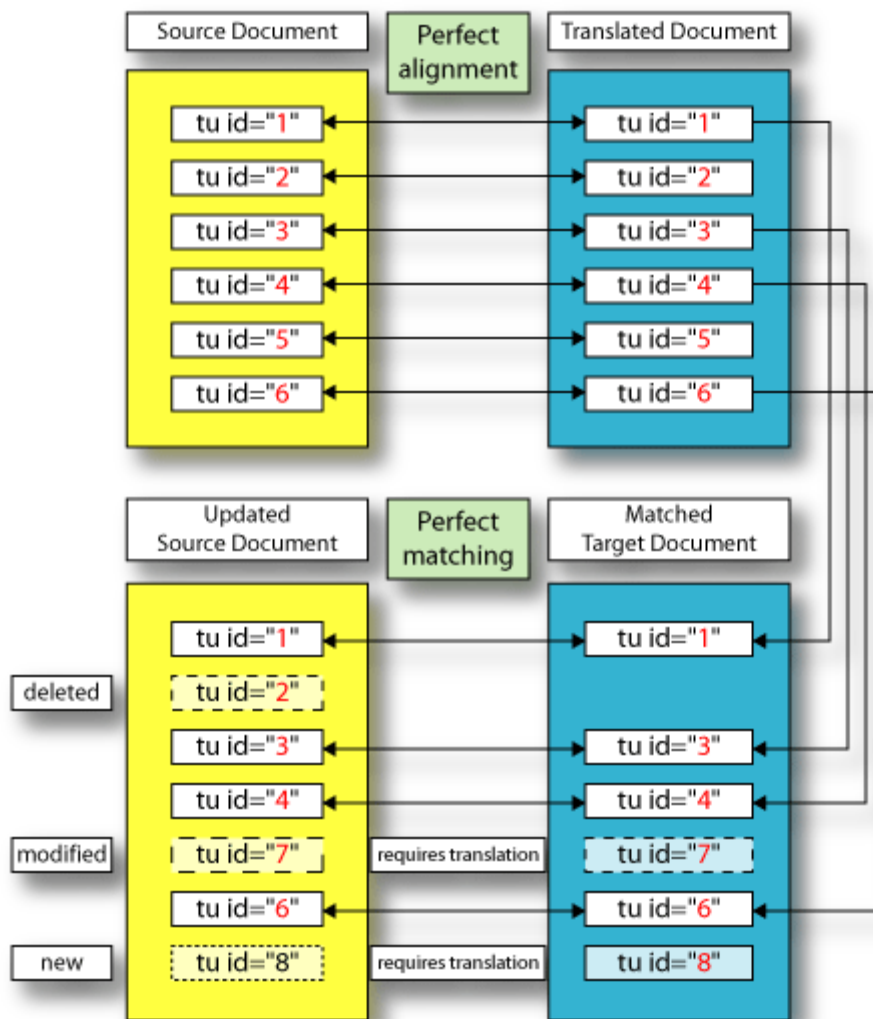 Source Document
Perfect
alignment
Translated Document
tu id="1"
tu id="1"
tu id="2"
tu id="2"
tu id="3"
tu id="3"
tu id="4"
tu id="4"
tu id="5"
tu id="5"
tu id="6"
tu id="6"
Updated
Source Document
Perfect
matching
Matched
Target Document
tu id="1"
tu id="1"
deleted
tu id="2"
tu id="3"
tu id="3"
tu id="4"
tu id="4"
modified
tu id="7"
requires translation
tu id="7"
tu id="6"
tu id="6"
new
tu id="8"
requires translation
tu id="8"